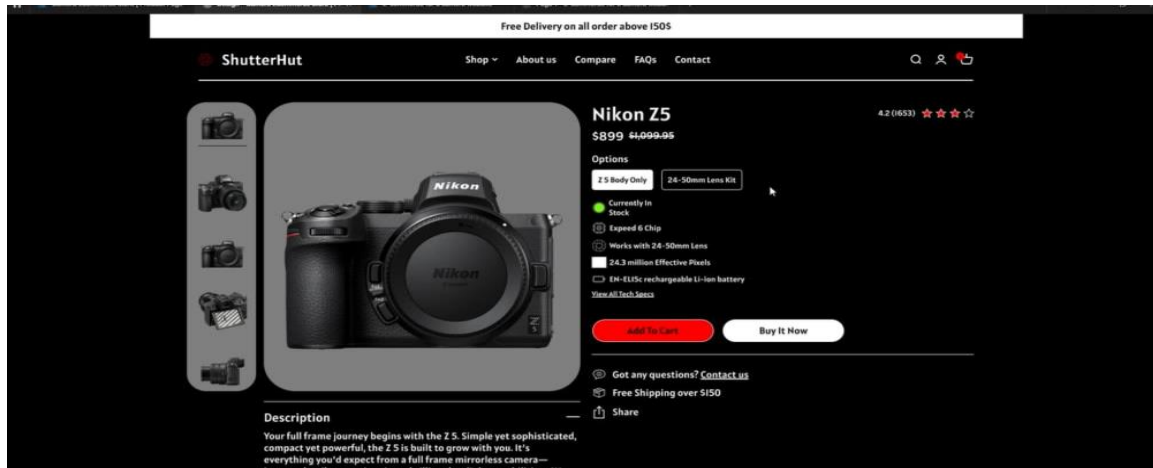 Free Delivery on all order above 150$
ShutterHut
Shop
About us
Compare
FAQs
Contact
Nikon Z5
4.2 (1653)
$899 $1,099.95
Options
Z 5 Body Only
24-50mm Lens Kit
Currently In
Stock
Expeed 6 Chip
Works with 24-50mm Lens
24.3 million Effective Pixels
EN-EL15c rechargeable Li-ion battery
View All Tech Specs
Add To Cart
Buy It Now
Got any questions? Contact us
Free Shipping over $150
Share
Nikon
Nikon
Z
5
Description
Your full frame journey begins with the Z 5. Simple yet sophisticated,
compact yet powerful, the Z 5 is built to grow with you. It's
everything you'd expect from a full frame mirrorless camera—